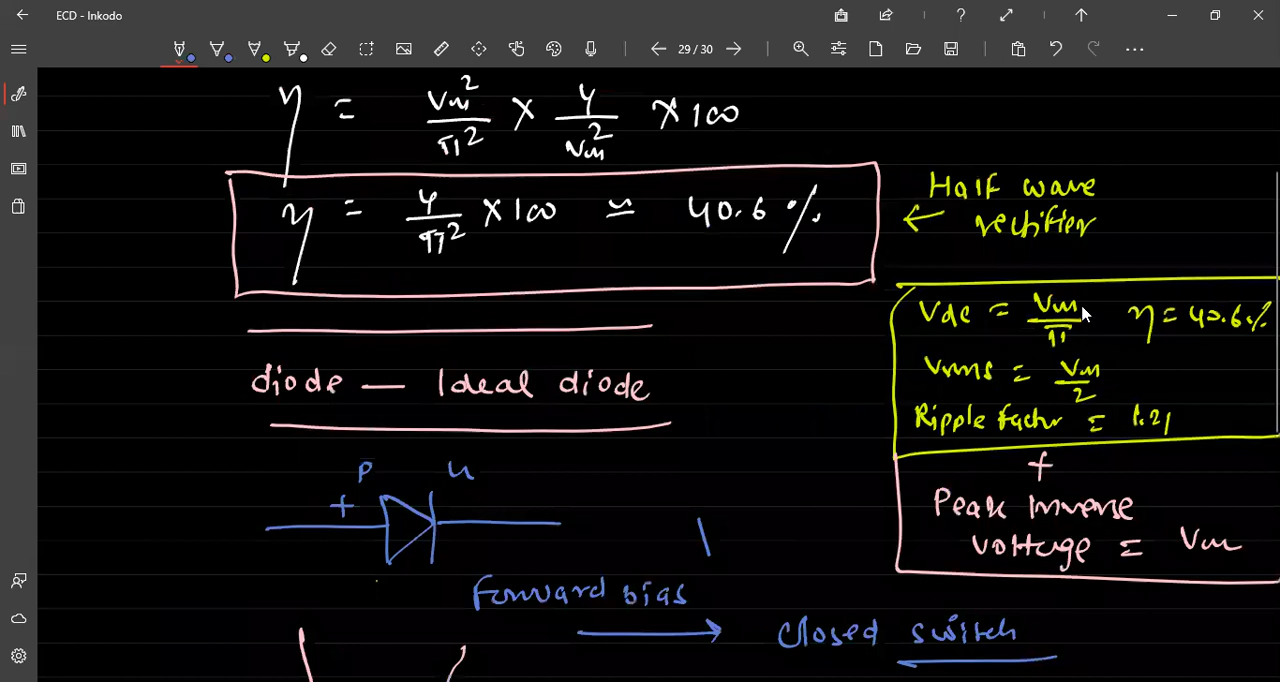 ECD - Inkodo
29 / 30
η = Vm²/π² × 4/Vm² × 100
η = 4/π² × 100 ≃ 40.6 %
← Half wave
rectifier
Vdc = Vm/π η = 40.6%
Vrms = Vm/2
Ripple factor = 1.21
+
Peak Inverse
voltage = Vm
diode — Ideal diode
P n
+
Forward bias
→ closed switch